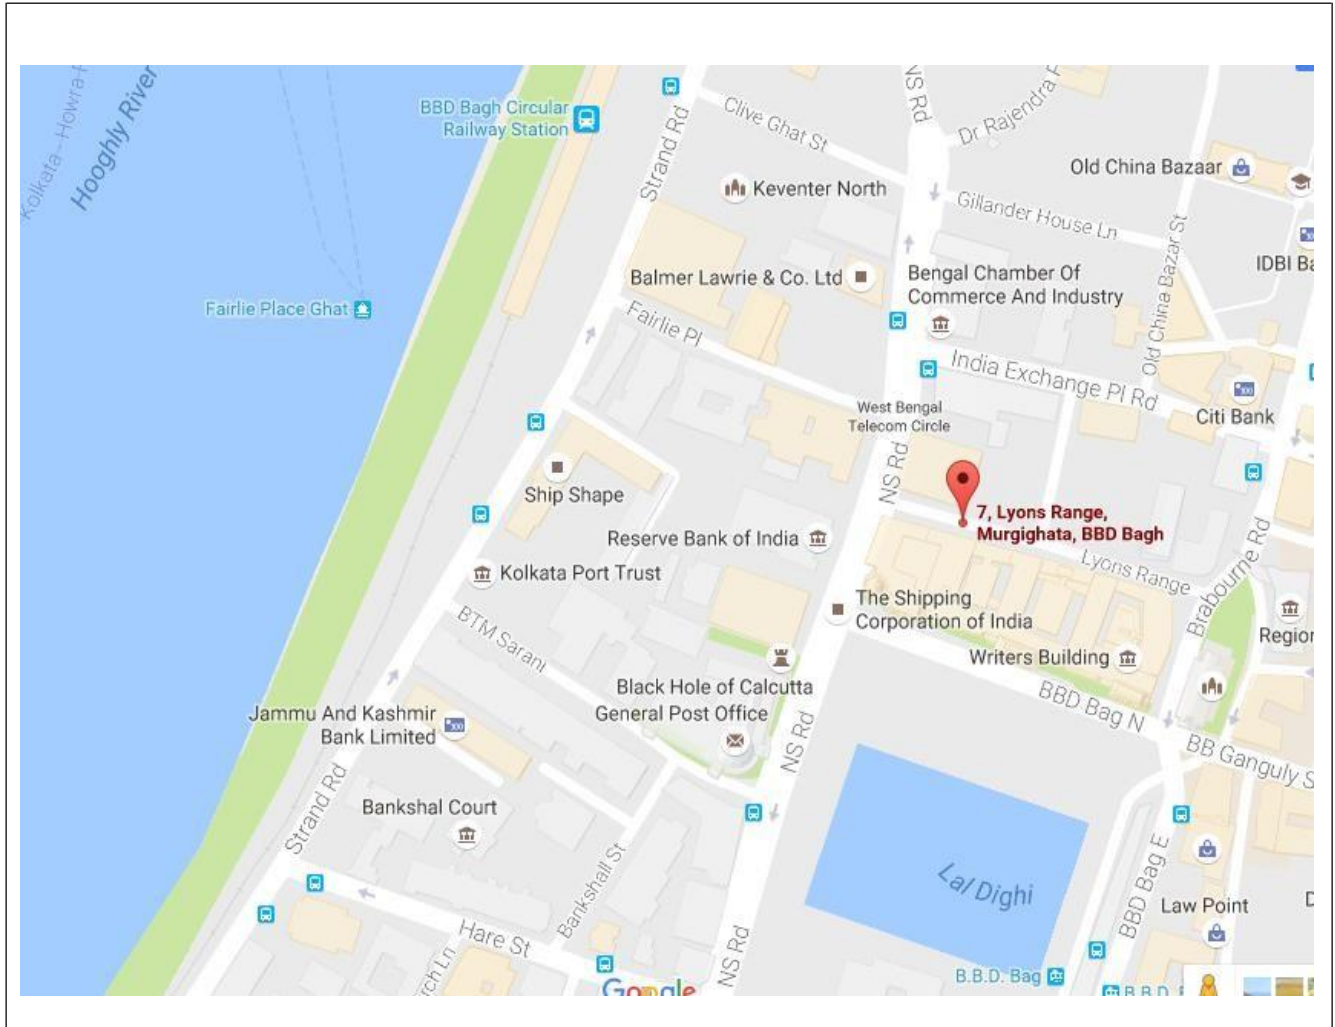 Kolkata - Howra
Hooghly River
BBD Bagh Circular
Railway Station
Strand Rd
Clive Ghat St
NS Rd
Dr Rajendra
Old China Bazaar
Keventer North
Gillander House Ln
Balmer Lawrie & Co. Ltd
Bengal Chamber Of
Commerce And Industry
Old China Bazar St
IDBI Ba
Fairlie Place Ghat
Fairlie Pl
India Exchange Pl Rd
West Bengal
Telecom Circle
Citi Bank
NS Rd
Ship Shape
7, Lyons Range,
Murgighata, BBD Bagh
Reserve Bank of India
Lyons Range
Brabourne Rd
Kolkata Port Trust
The Shipping
Corporation of India
Region
BTM Sarani
Writers Building
Black Hole of Calcutta
General Post Office
BBD Bag N
Jammu And Kashmir
Bank Limited
NS Rd
BB Ganguly S
Strand Rd
Bankshal Court
Lal Dighi
BBD Bag E
Bankshall St
Law Point
Hare St
NS Rd
rch Ln
B.B.D. Bag
Google
B.B.D.